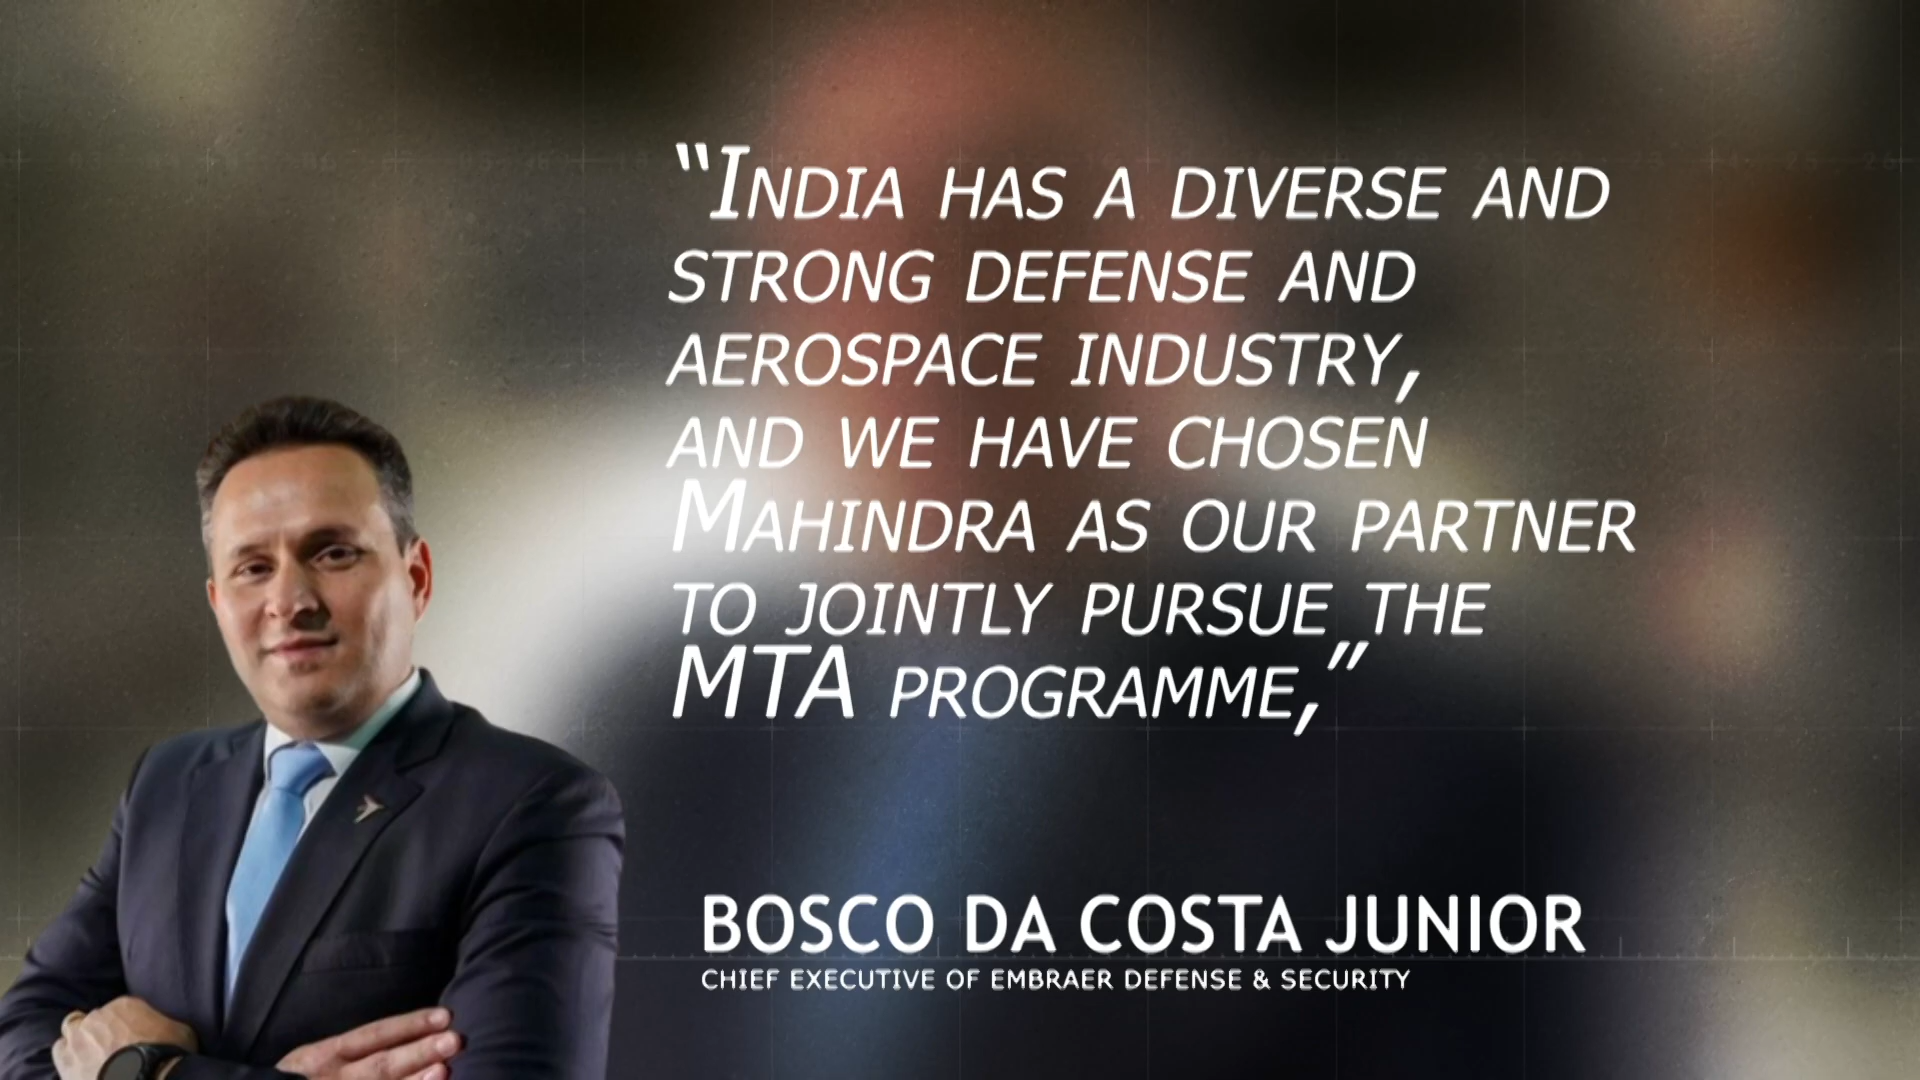 “India has a diverse and
strong defense and
aerospace industry,
and we have chosen
Mahindra as our partner
to jointly pursue the
MTA programme,”
BOSCO DA COSTA JUNIOR
CHIEF EXECUTIVE OF EMBRAER DEFENSE & SECURITY